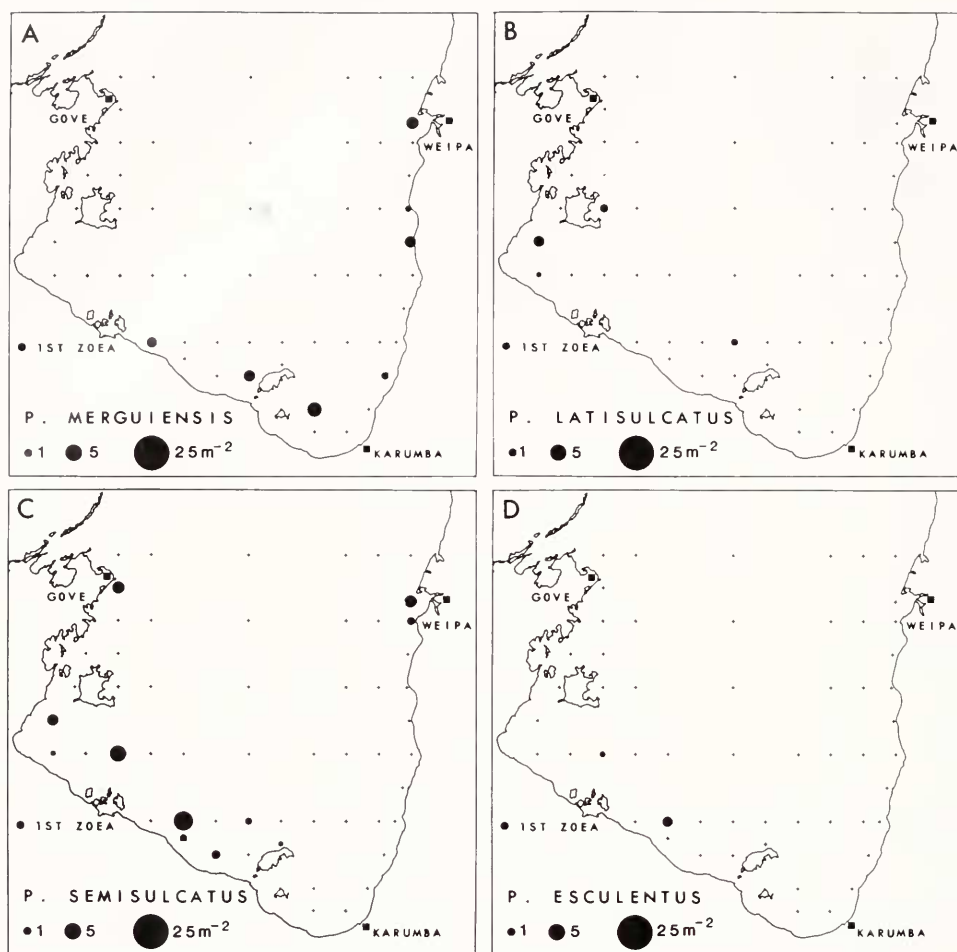 A
GOVE
WEIPA
1ST ZOEA
P. MERGUIENSIS
1 5 25m⁻²
KARUMBA
B
GOVE
WEIPA
1ST ZOEA
P. LATISULCATUS
1 5 25m⁻²
KARUMBA
C
GOVE
WEIPA
1ST ZOEA
P. SEMISULCATUS
1 5 25m⁻²
KARUMBA
D
GOVE
WEIPA
1ST ZOEA
P. ESCULENTUS
1 5 25m⁻²
KARUMBA